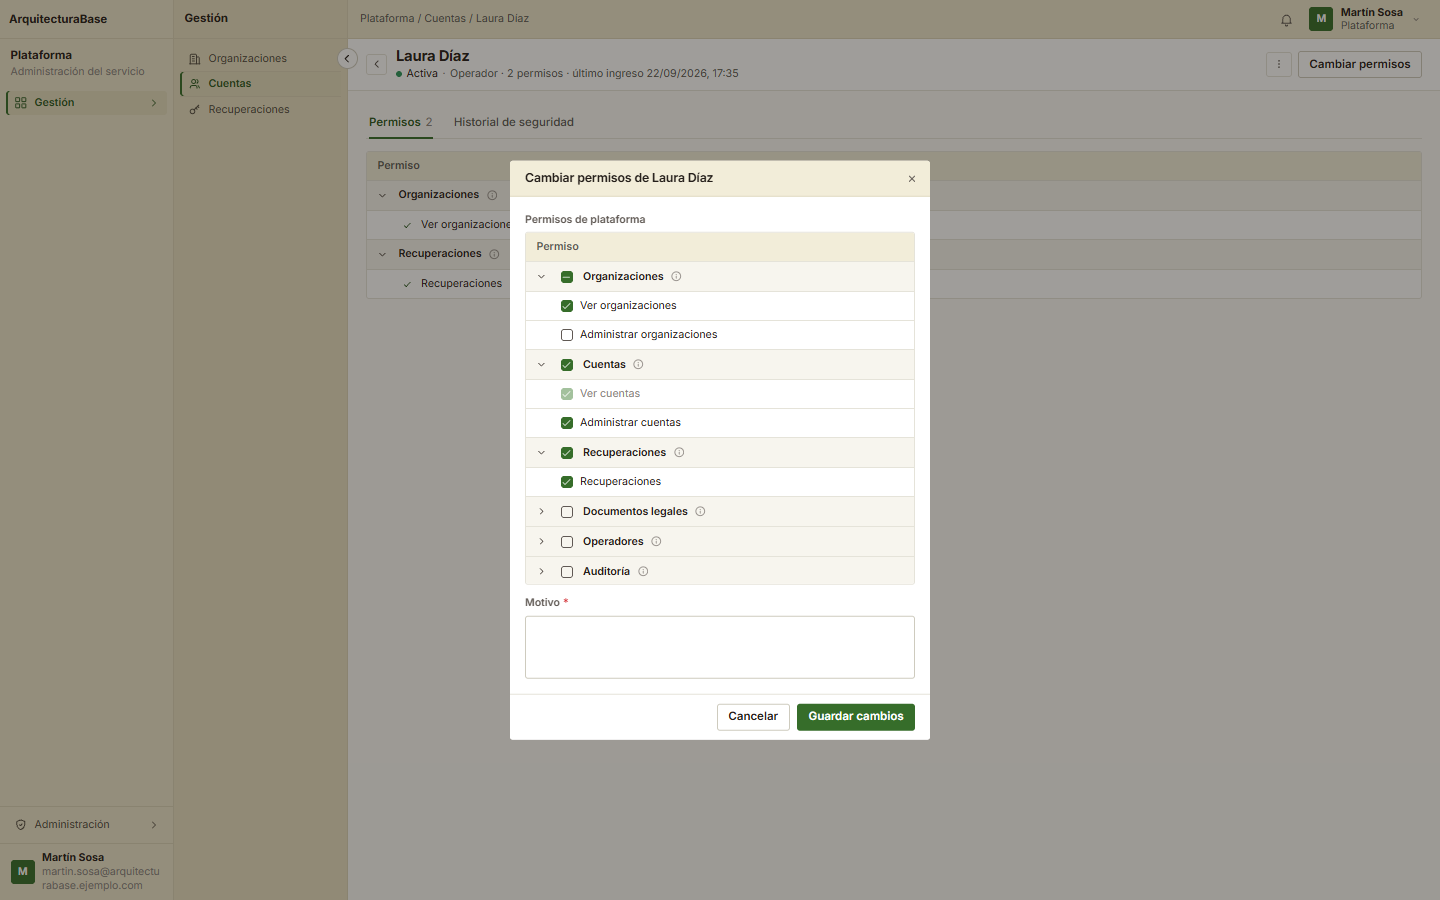 ArquitecturaBase
Plataforma
Administración del servicio
Gestión
Administración
Martín Sosa
martin.sosa@arquitectu
rabase.ejemplo.com
Gestión
Organizaciones
Cuentas
Recuperaciones
Plataforma / Cuentas / Laura Díaz
M
Martín Sosa
Plataforma
Laura Díaz
Activa · Operador · 2 permisos · último ingreso 22/09/2026, 17:35
Cambiar permisos
Permisos 2
Historial de seguridad
Permiso
Organizaciones
Ver organizacione
Recuperaciones
Recuperaciones
Cambiar permisos de Laura Díaz
Permisos de plataforma
Permiso
Organizaciones
Ver organizaciones
Administrar organizaciones
Cuentas
Ver cuentas
Administrar cuentas
Recuperaciones
Recuperaciones
Documentos legales
Operadores
Auditoría
Motivo *
Cancelar
Guardar cambios
M